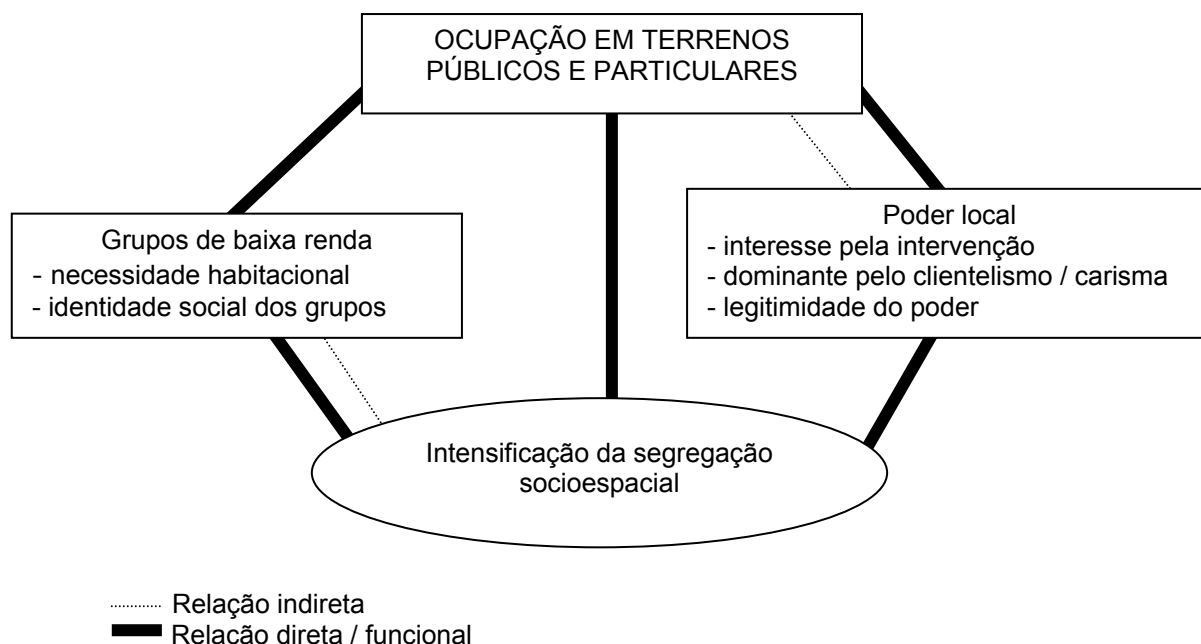 OCUPAÇÃO EM TERRENOS
PÚBLICOS E PARTICULARES
Grupos de baixa renda
- necessidade habitacional
- identidade social dos grupos
Poder local
- interesse pela intervenção
- dominante pelo clientelismo / carisma
- legitimidade do poder
Intensificação da segregação
socioespacial
Relação indireta
Relação direta / funcional